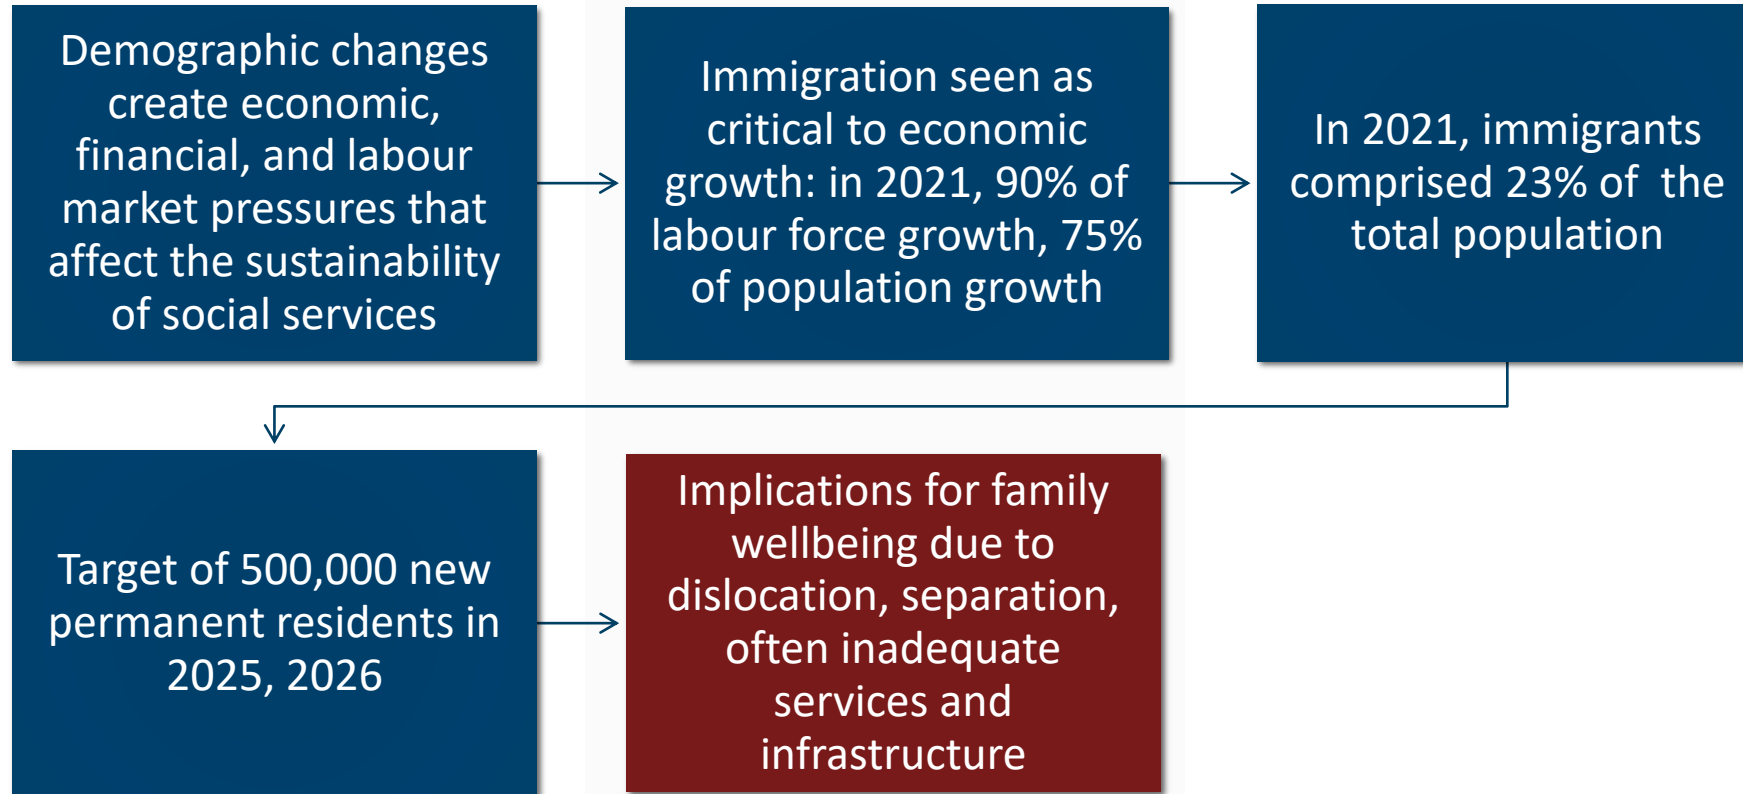 Demographic changes
create economic,
financial, and labour
market pressures that
affect the sustainability
of social services
Immigration seen as
critical to economic
growth: in 2021, 90% of
labour force growth, 75%
of population growth
In 2021, immigrants
comprised 23% of  the
total population
Target of 500,000 new
permanent residents in
2025, 2026
Implications for family
wellbeing due to
dislocation, separation,
often inadequate
services and
infrastructure